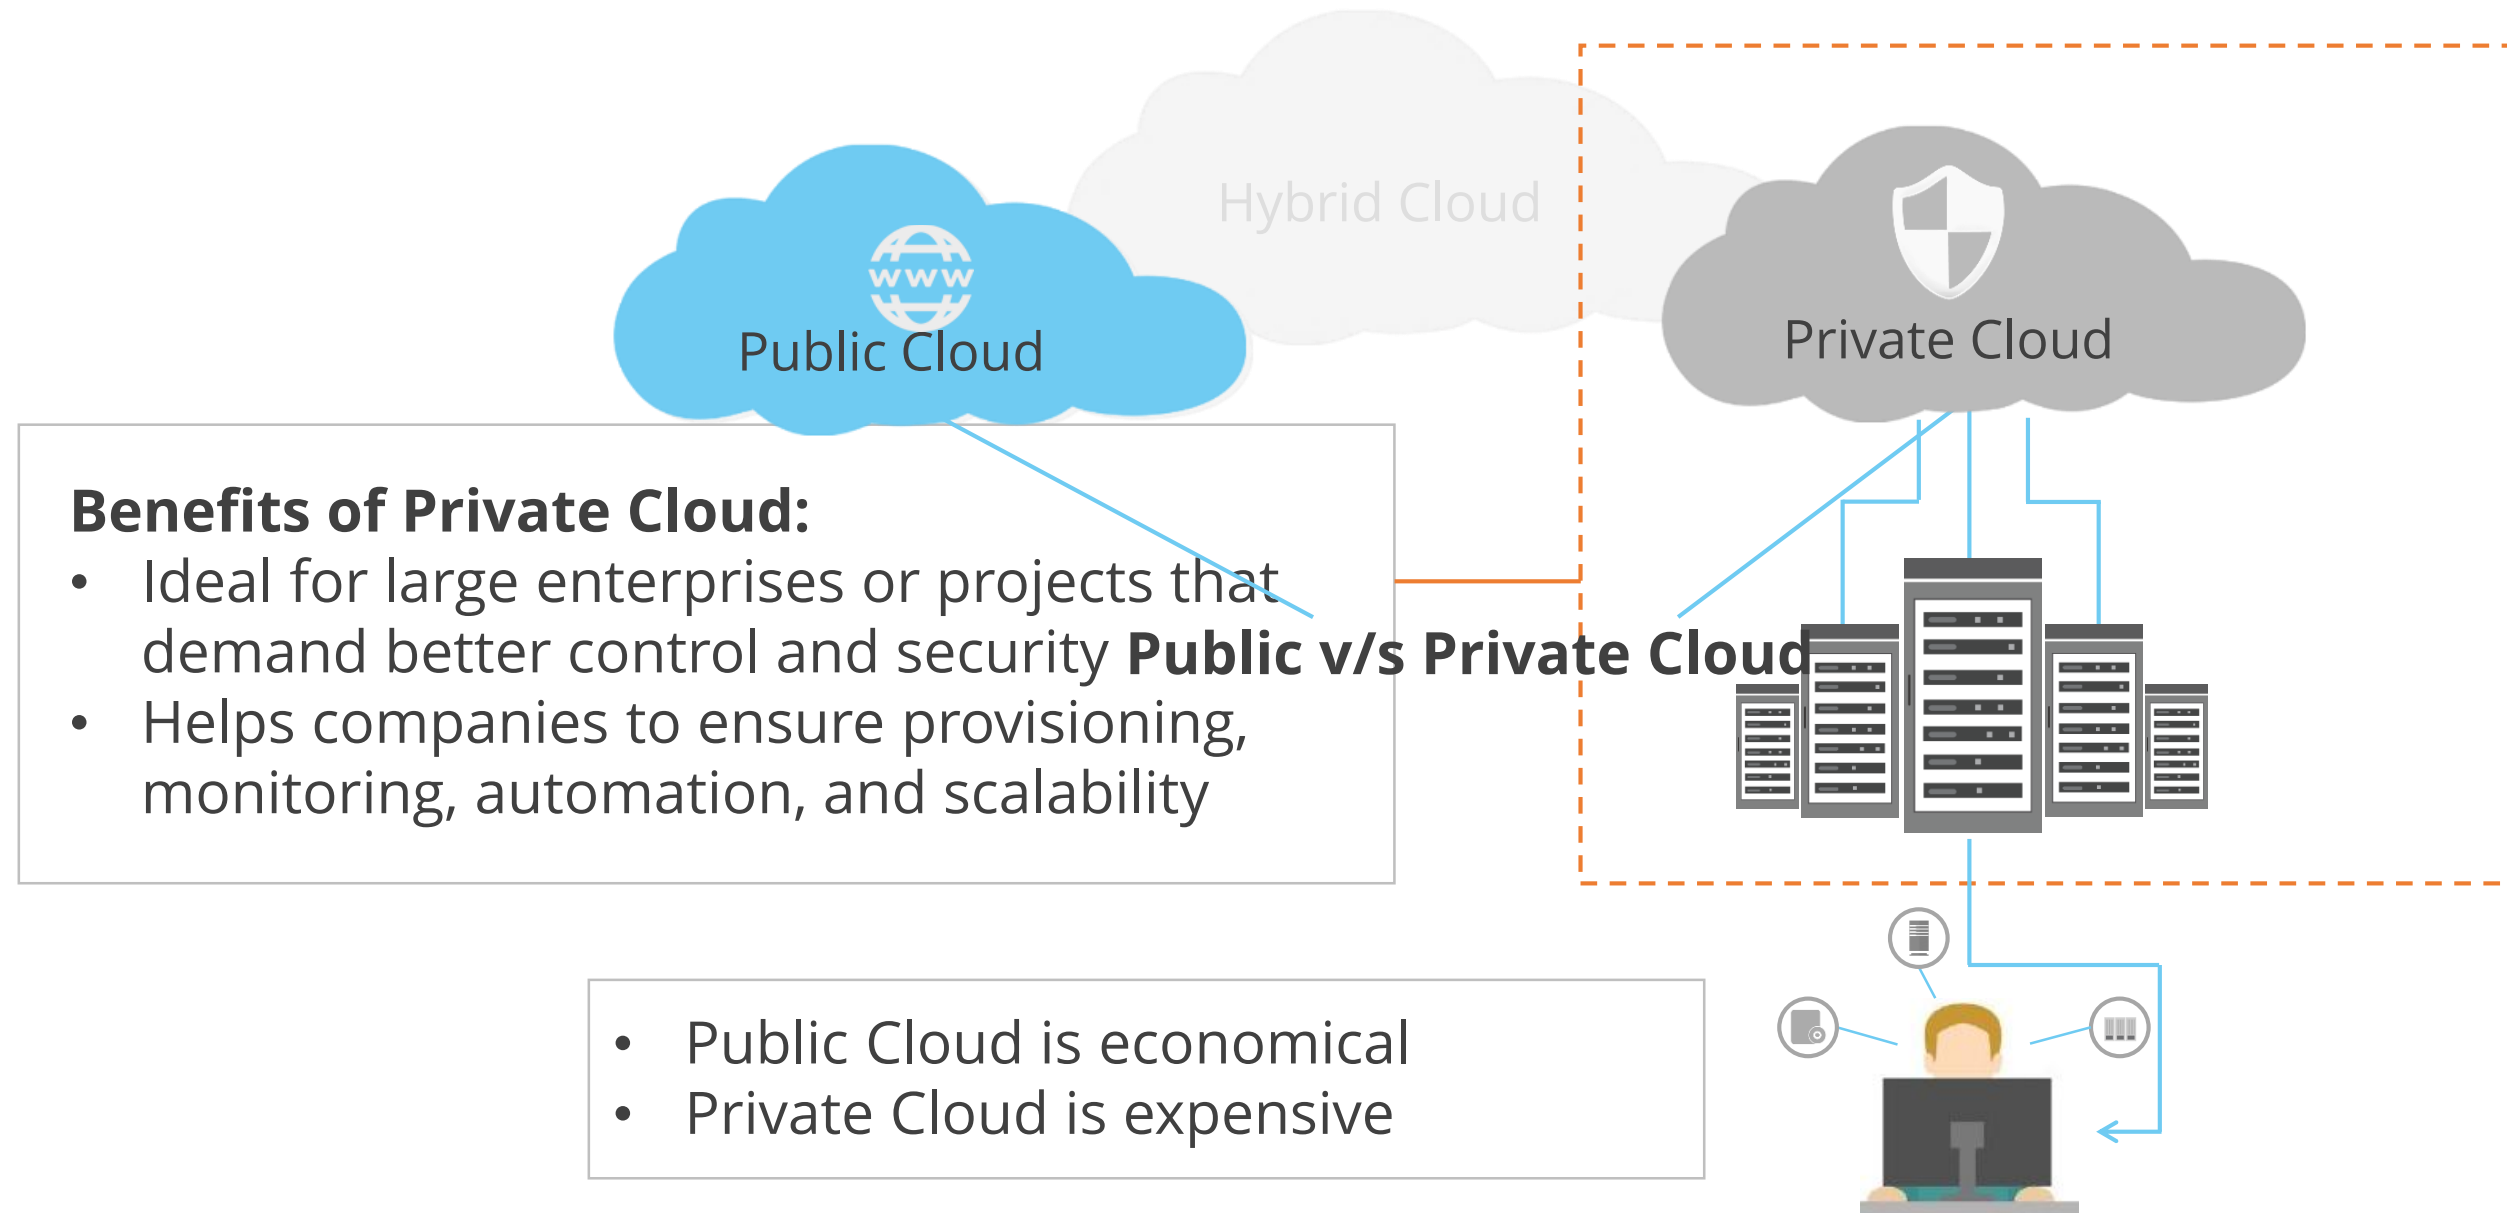 Hybrid Cloud
www
Public Cloud
Private Cloud
Benefits of Private Cloud:
• Ideal for large enterprises or projects that
demand better control and security
Public v/s Private Cloud
• Helps companies to ensure provisioning,
monitoring, automation, and scalability
• Public Cloud is economical
• Private Cloud is expensive